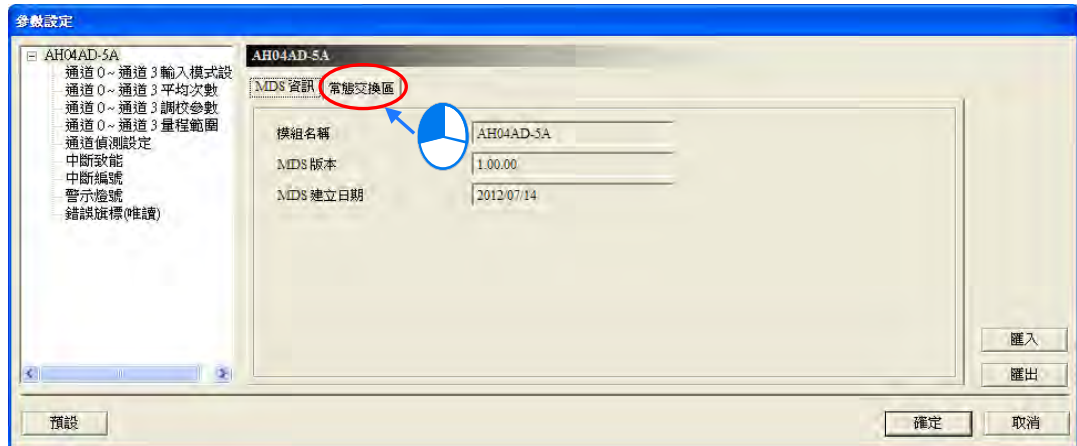 參數設定
AH04AD-5A
通道 0~通道 3 輸入模式設
通道 0~通道 3 平均次數
通道 0~通道 3 調校參數
通道 0~通道 3 量程範圍
通道偵測設定
中斷致能
中斷編號
警示燈號
錯誤旗標(唯讀)
AH04AD-5A
MDS 資訊
常態交換區
模組名稱
AH04AD-5A
MDS 版本
1.00.00
MDS 建立日期
2012/07/14
匯入
匯出
預設
確定
取消